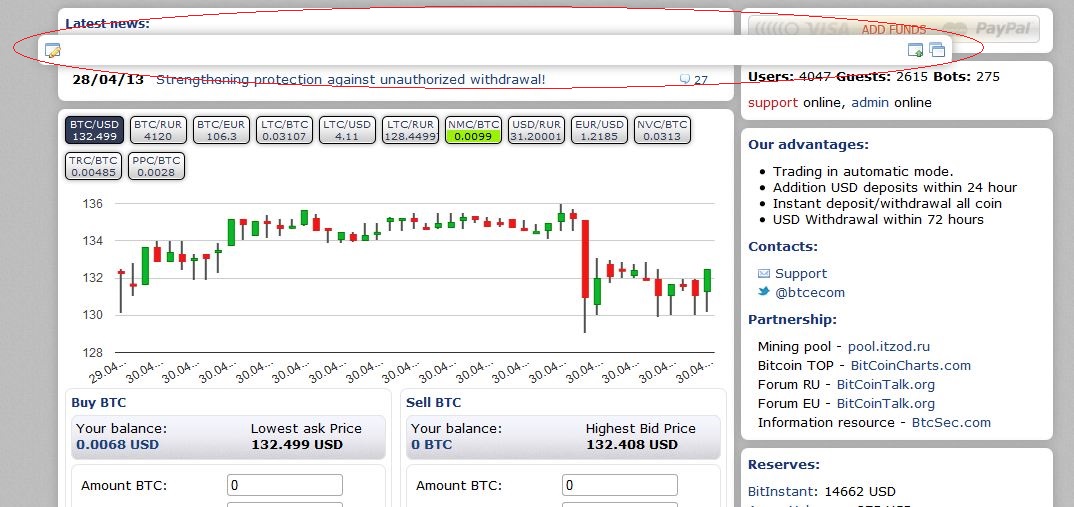 Latest news:
28/04/13 Strengthening protection against unauthorized withdrawal! 27
BTC/USD 132.499
BTC/RUR 4120
BTC/EUR 106.3
LTC/BTC 0.03107
LTC/USD 4.11
LTC/RUR 128.4499
NMC/BTC 0.0099
USD/RUR 31.20001
EUR/USD 1.2185
NVC/BTC 0.0313
TRC/BTC 0.00485
PPC/BTC 0.0028
136
134
132
130
128
29.04... 30.04... 30.04... 30.04... 30.04... 30.04... 30.04... 30.04... 30.04... 30.04... 30.04... 30.04... 30.04... 30.04... 30.04... 30.04... 30.04...
Buy BTC
Your balance: Lowest ask Price
0.0068 USD 132.499 USD
Amount BTC: 0
Sell BTC
Your balance: Highest Bid Price
0 BTC 132.408 USD
Amount BTC: 0
VISA ADD FUNDS PayPal
Users: 4047 Guests: 2615 Bots: 275
support online, admin online
Our advantages:
Trading in automatic mode.
Addition USD deposits within 24 hour
Instant deposit/withdrawal all coin
USD Withdrawal within 72 hours
Contacts:
Support
@btcecom
Partnership:
Mining pool - pool.itzod.ru
Bitcoin TOP - BitCoinCharts.com
Forum RU - BitCoinTalk.org
Forum EU - BitCoinTalk.org
Information resource - BtcSec.com
Reserves:
BitInstant: 14662 USD